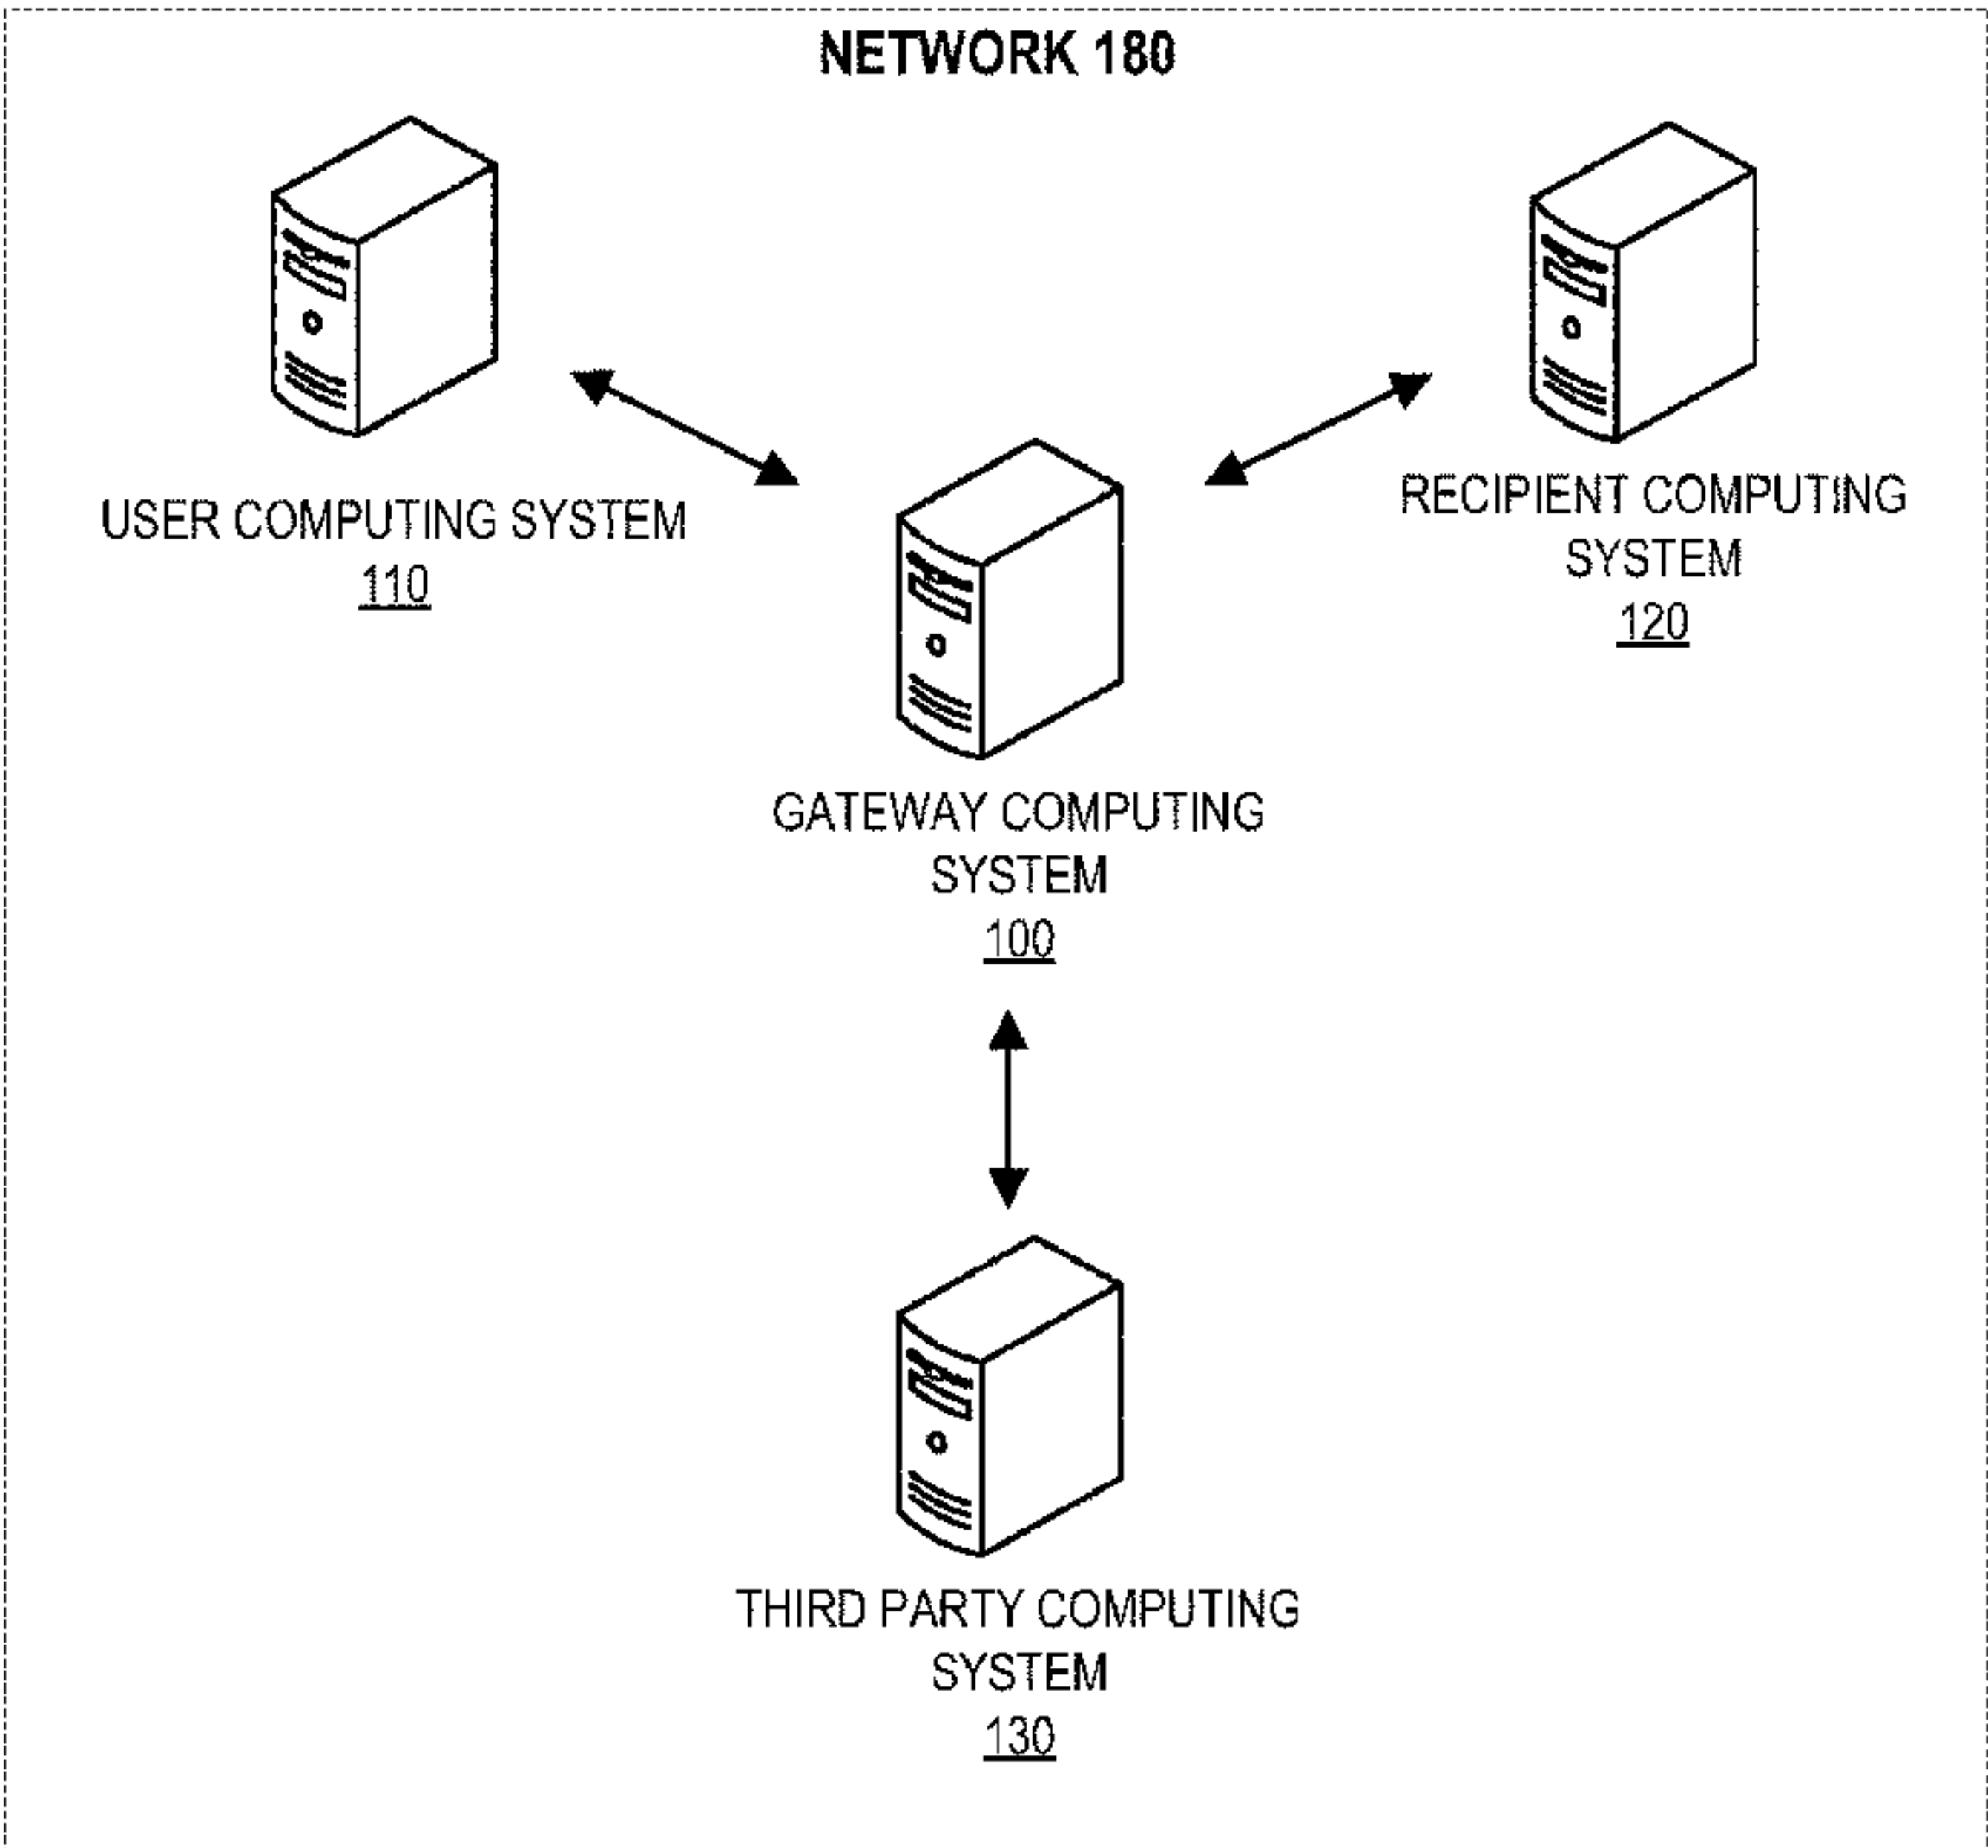 NETWORK 180
USER COMPUTING SYSTEM
110
RECIPIENT COMPUTING
SYSTEM
120
GATEWAY COMPUTING
SYSTEM
100
THIRD PARTY COMPUTING
SYSTEM
130